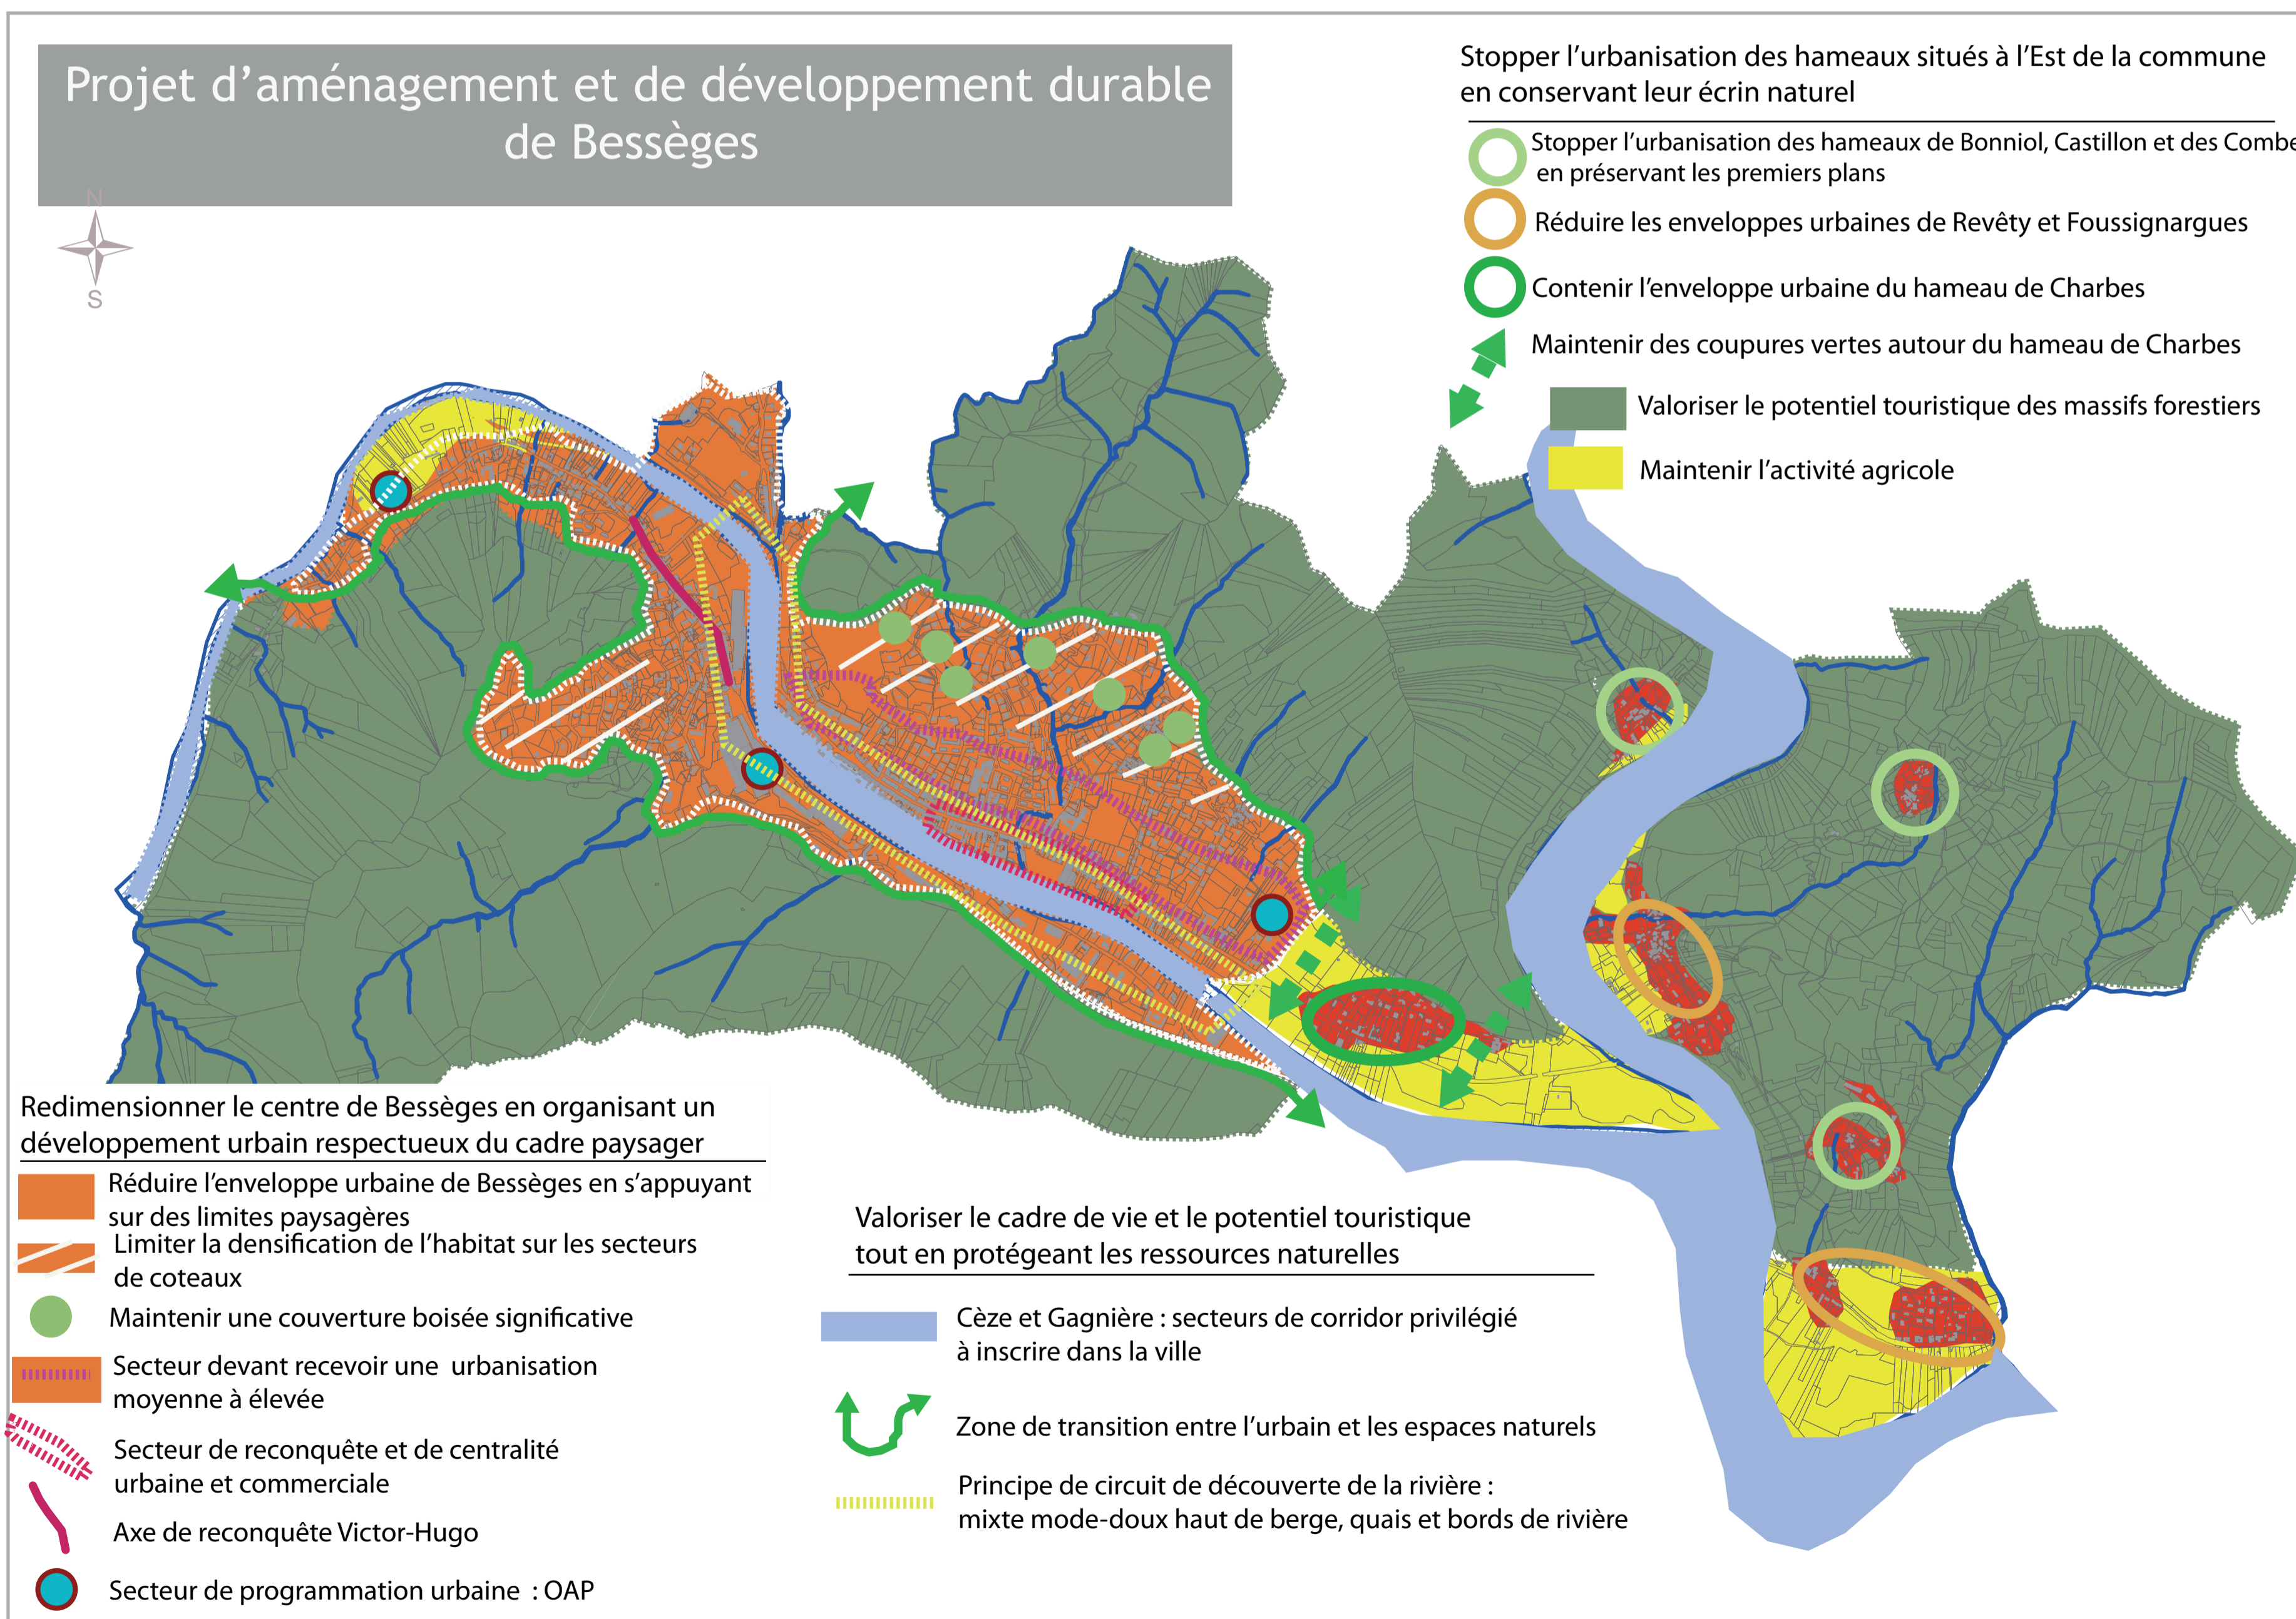 Projet d’aménagement et de développement durable
de Bessèges
N
S
Stopper l’urbanisation des hameaux situés à l’Est de la commune
en conservant leur écrin naturel
Stopper l’urbanisation des hameaux de Bonniol, Castillon et des Combe
en préservant les premiers plans
Réduire les enveloppes urbaines de Revêty et Foussignargues
Contenir l’enveloppe urbaine du hameau de Charbes
Maintenir des coupures vertes autour du hameau de Charbes
Valoriser le potentiel touristique des massifs forestiers
Maintenir l’activité agricole
Redimensionner le centre de Bessèges en organisant un
développement urbain respectueux du cadre paysager
Réduire l’enveloppe urbaine de Bessèges en s’appuyant
sur des limites paysagères
Limiter la densification de l’habitat sur les secteurs
de coteaux
Maintenir une couverture boisée significative
Secteur devant recevoir une urbanisation
moyenne à élevée
Secteur de reconquête et de centralité
urbaine et commerciale
Axe de reconquête Victor-Hugo
Secteur de programmation urbaine : OAP
Valoriser le cadre de vie et le potentiel touristique
tout en protégeant les ressources naturelles
Cèze et Gagnière : secteurs de corridor privilégié
à inscrire dans la ville
Zone de transition entre l’urbain et les espaces naturels
Principe de circuit de découverte de la rivière :
mixte mode-doux haut de berge, quais et bords de rivière